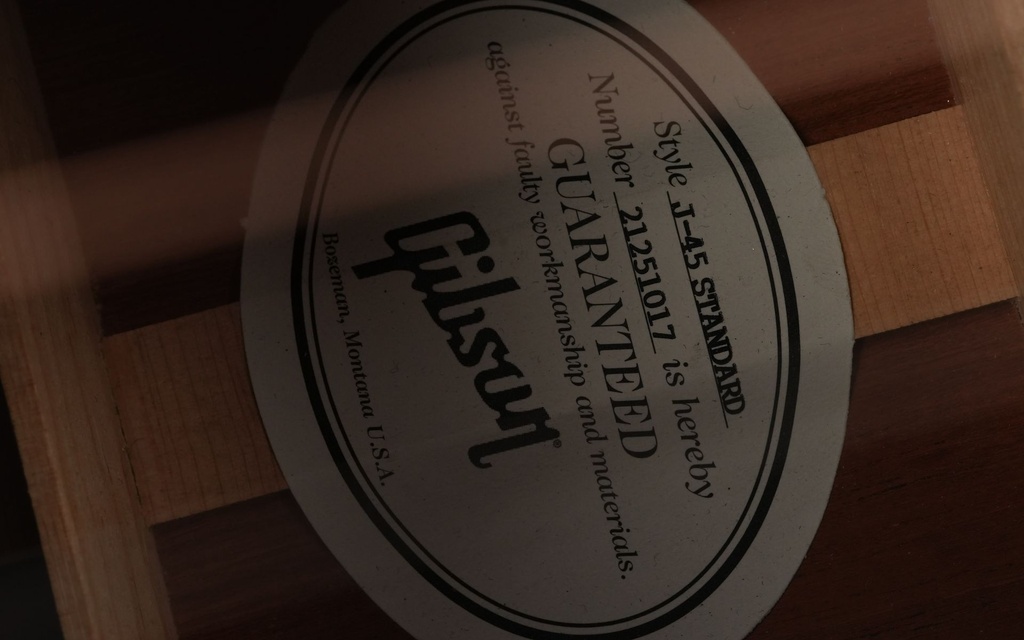 Style J-45 STANDARD
Number 21251017 is hereby
GUARANTEED
against faulty workmanship and materials.
Gibson®
Bozeman, Montana U.S.A.